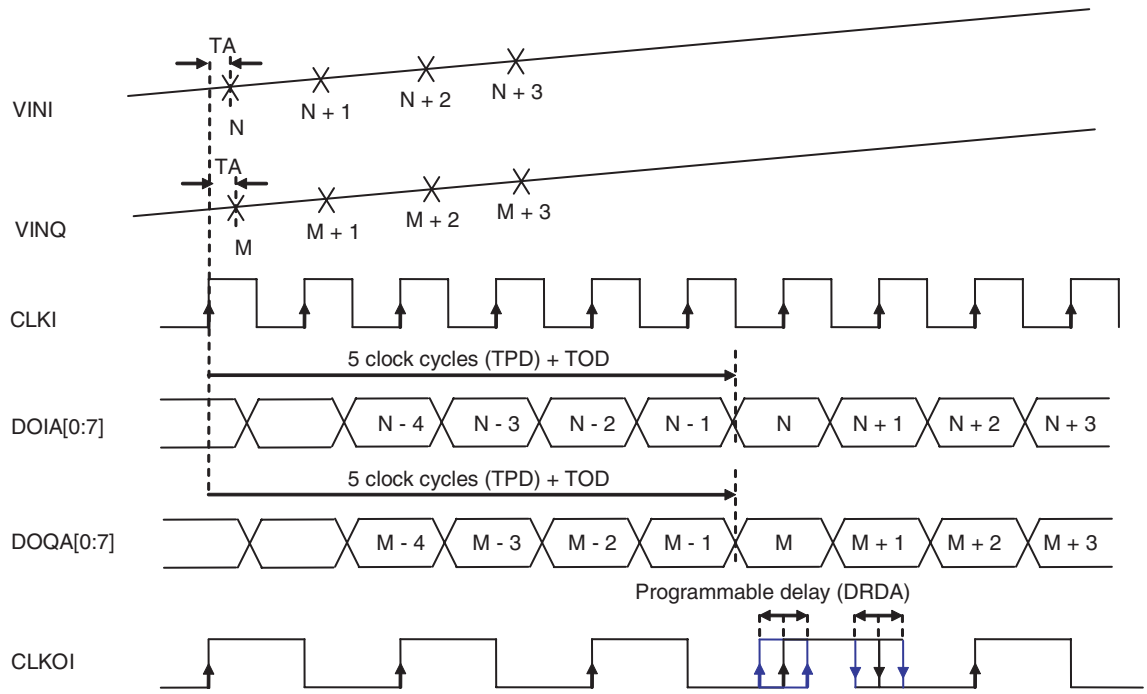 TA
VINI
N
N + 1
N + 2
N + 3
TA
VINQ
M
M + 1
M + 2
M + 3
CLKI
5 clock cycles (TPD) + TOD
DOIA[0:7]
N - 4
N - 3
N - 2
N - 1
N
N + 1
N + 2
N + 3
5 clock cycles (TPD) + TOD
DOQA[0:7]
M - 4
M - 3
M - 2
M - 1
M
M + 1
M + 2
M + 3
Programmable delay (DRDA)
CLKOI